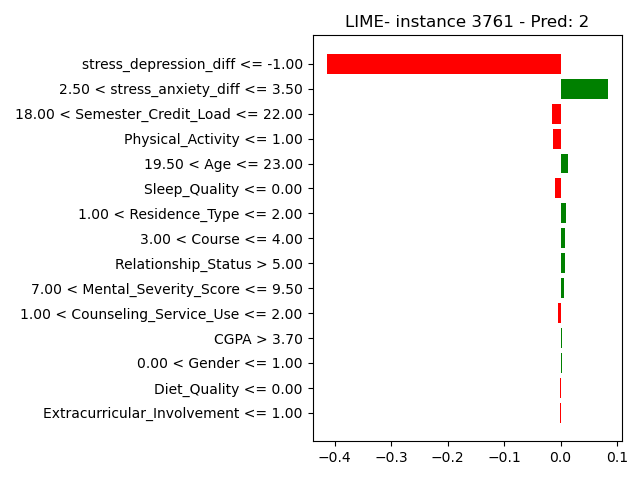 LIME- instance 3761 - Pred: 2
stress_depression_diff <= -1.00
2.50 < stress_anxiety_diff <= 3.50
18.00 < Semester_Credit_Load <= 22.00
Physical_Activity <= 1.00
19.50 < Age <= 23.00
Sleep_Quality <= 0.00
1.00 < Residence_Type <= 2.00
3.00 < Course <= 4.00
Relationship_Status > 5.00
7.00 < Mental_Severity_Score <= 9.50
1.00 < Counseling_Service_Use <= 2.00
CGPA > 3.70
0.00 < Gender <= 1.00
Diet_Quality <= 0.00
Extracurricular_Involvement <= 1.00
−0.4 −0.3 −0.2 −0.1 0.0 0.1